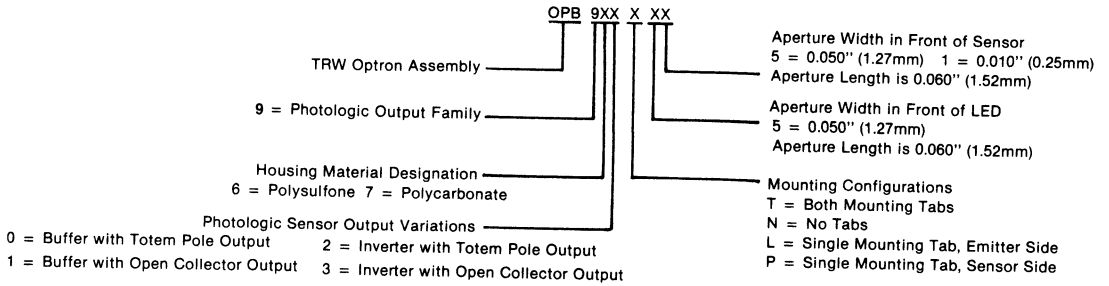 OPB 9XX X XX
TRW Optron Assembly
9 = Photologic Output Family
Housing Material Designation
6 = Polysulfone 7 = Polycarbonate
Photologic Sensor Output Variations
0 = Buffer with Totem Pole Output
2 = Inverter with Totem Pole Output
1 = Buffer with Open Collector Output
3 = Inverter with Open Collector Output
Aperture Width in Front of Sensor
5 = 0.050'' (1.27mm) 1 = 0.010'' (0.25mm)
Aperture Length is 0.060'' (1.52mm)
Aperture Width in Front of LED
5 = 0.050'' (1.27mm)
Aperture Length is 0.060'' (1.52mm)
Mounting Configurations
T = Both Mounting Tabs
N = No Tabs
L = Single Mounting Tab, Emitter Side
P = Single Mounting Tab, Sensor Side